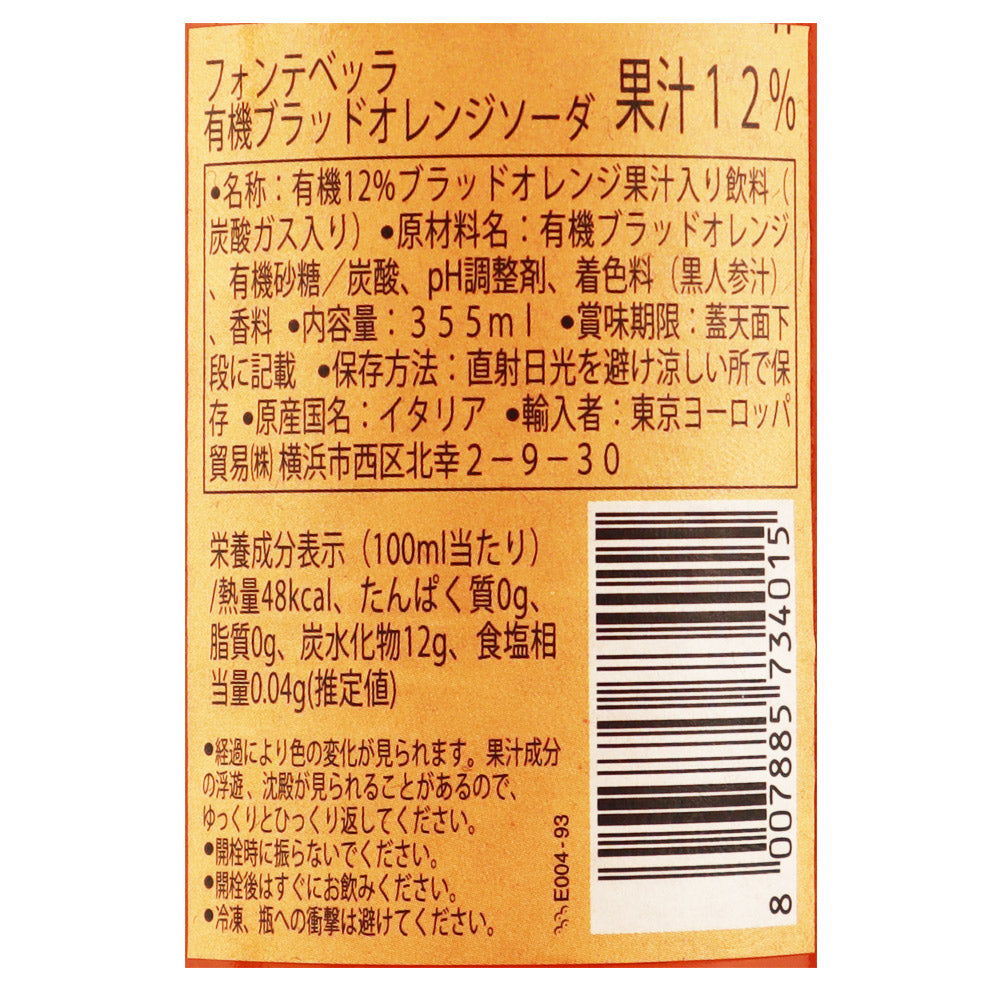 フォンテベッラ
有機ブラッドオレンジソーダ 果汁12%
●名称：有機12%ブラッドオレンジ果汁入り飲料（
炭酸ガス入り）●原材料名：有機ブラッドオレンジ
、有機砂糖／炭酸、pH調整剤、着色料（黒人参汁）
、香料 ●内容量：355ml ●賞味期限：蓋天面下
段に記載 ●保存方法：直射日光を避け涼しい所で保
存 ●原産国名：イタリア ●輸入者：東京ヨーロッパ
貿易㈱ 横浜市西区北幸2－9－30
栄養成分表示（100ml当たり）
/熱量48kcal、たんぱく質0g、
脂質0g、炭水化物12g、食塩相
当量0.04g(推定値)
●経過により色の変化が見られます。果汁成分
の浮遊、沈殿が見られることがあるので、
ゆっくりとひっくり返してください。
●開栓時に振らないでください。
●開栓後はすぐにお飲みください。
●冷凍、瓶への衝撃は避けてください。
E004-93
8 007885 734015